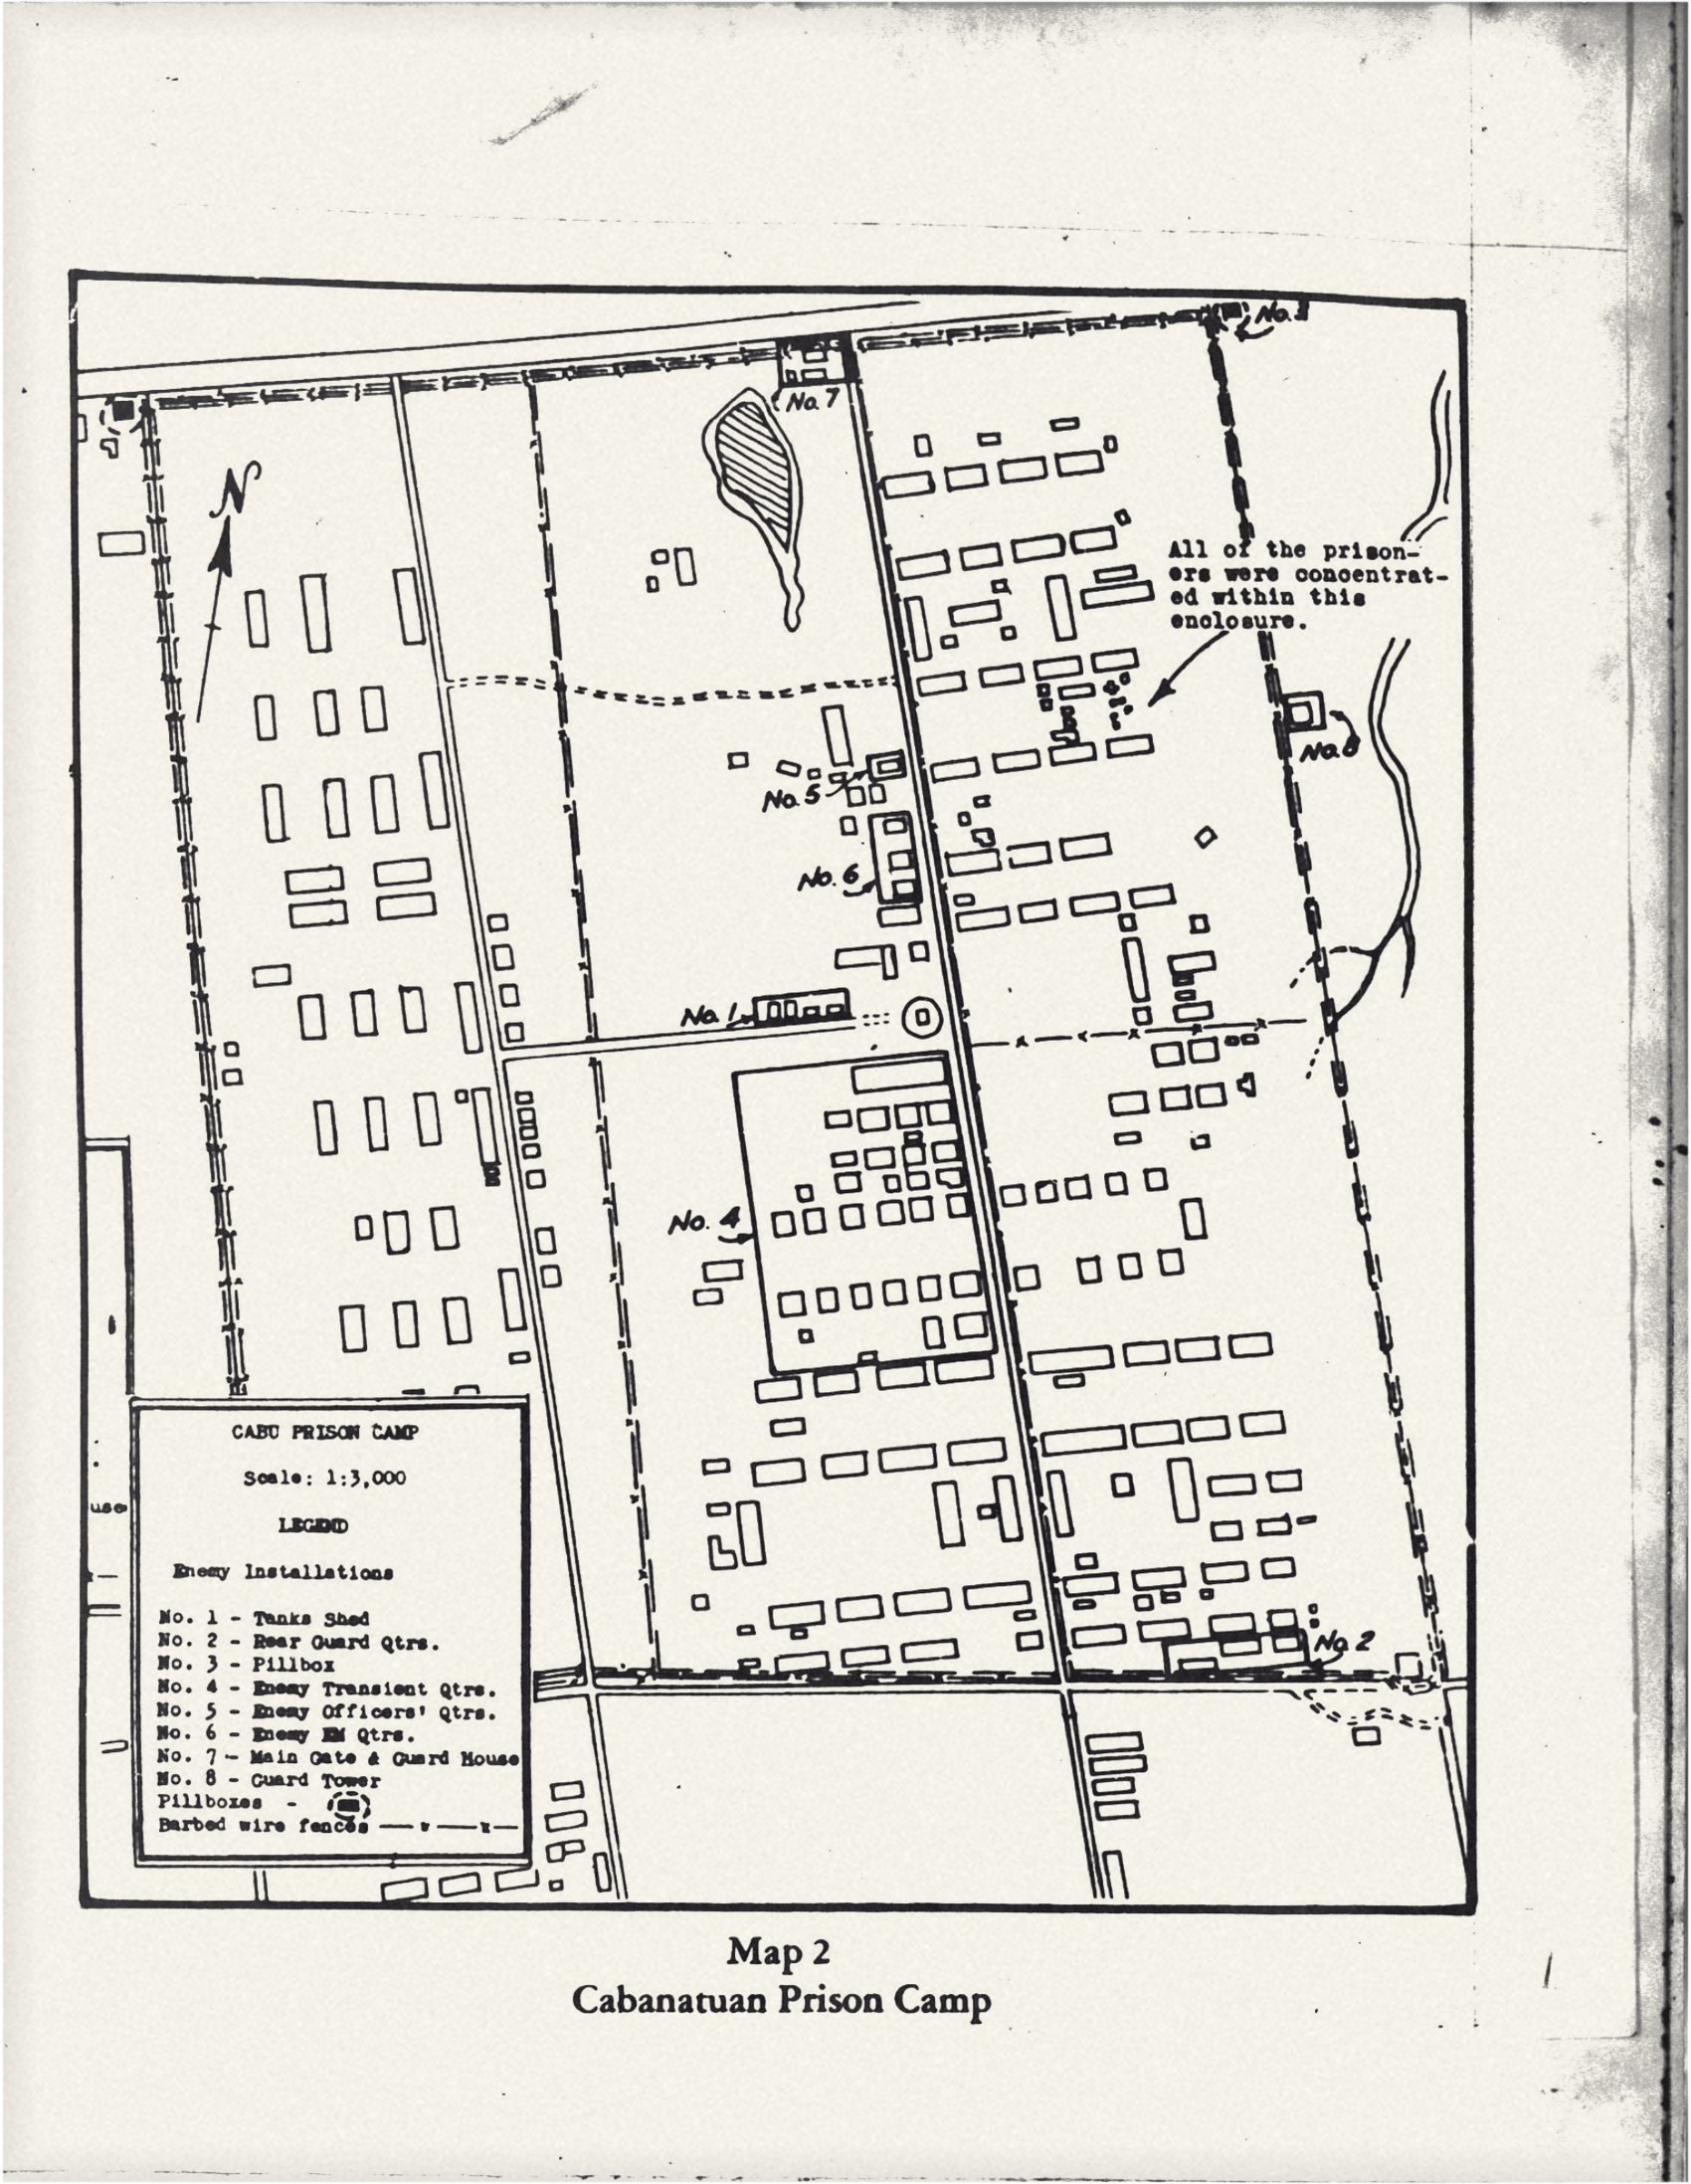 No. 3
No. 7
N
All of the prison-
ers were concentrat-
ed within this
enclosure.
No. 8
No. 5
No. 6
No. 1
No. 4
No. 2
CABU PRISON CAMP
Scale: 1:3,000
LEGEND
Enemy Installations
No. 1 - Tanks Shed
No. 2 - Rear Guard Qtrs.
No. 3 - Pillbox
No. 4 - Enemy Transient Qtrs.
No. 5 - Enemy Officers' Qtrs.
No. 6 - Enemy EM Qtrs.
No. 7 - Main Gate & Guard House
No. 8 - Guard Tower
Pillboxes -
Barbed wire fences
use
Map 2
Cabanatuan Prison Camp